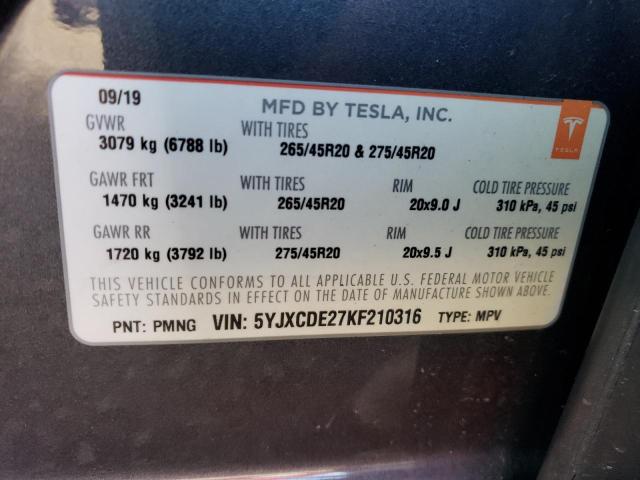 09/19
MFD BY TESLA, INC.
TESLA
GVWR WITH TIRES
3079 kg (6788 lb) 265/45R20 & 275/45R20
GAWR FRT WITH TIRES RIM COLD TIRE PRESSURE
1470 kg (3241 lb) 265/45R20 20x9.0 J 310 kPa, 45 psi
GAWR RR WITH TIRES RIM COLD TIRE PRESSURE
1720 kg (3792 lb) 275/45R20 20x9.5 J 310 kPa, 45 psi
THIS VEHICLE CONFORMS TO ALL APPLICABLE U.S. FEDERAL MOTOR VEHICLE
SAFETY STANDARDS IN EFFECT ON THE DATE OF MANUFACTURE SHOWN ABOVE.
PNT: PMNG VIN: 5YJXCDE27KF210316 TYPE: MPV